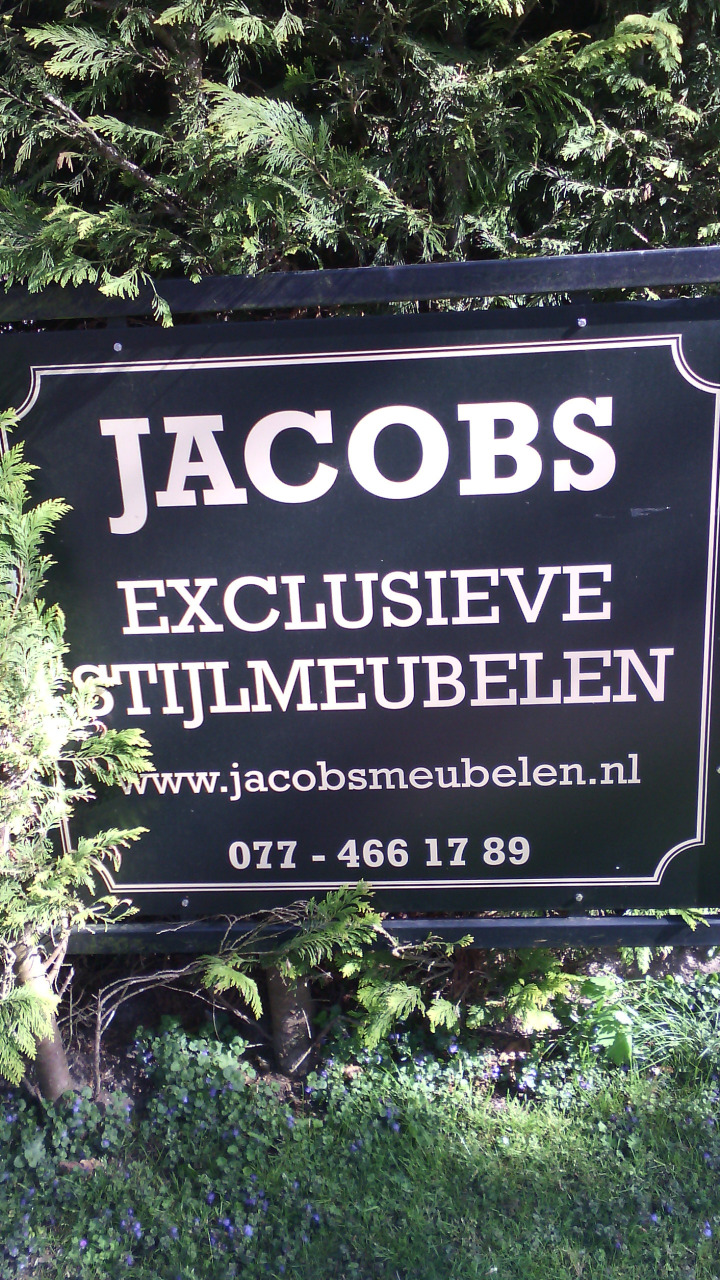 JACOBS
EXCLUSIEVE
STIJLMEUBELEN
www.jacobsmeubelen.nl
077 - 466 17 89